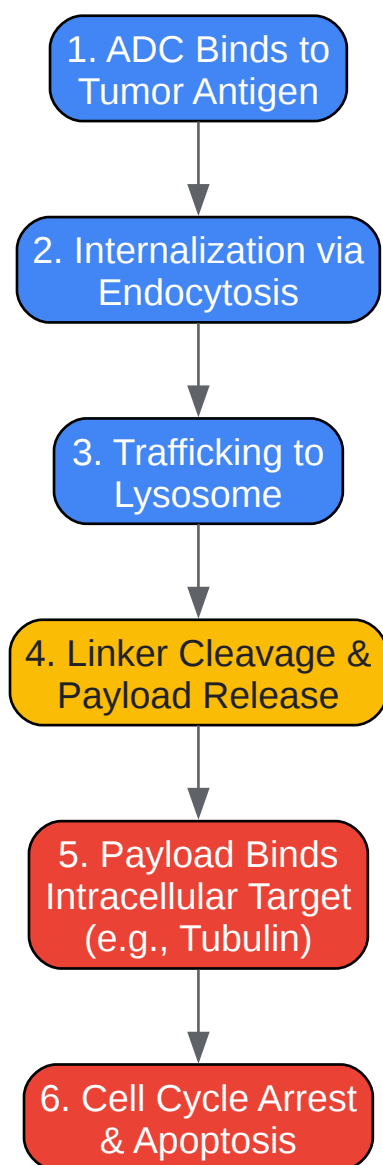 1. ADC Binds to
Tumor Antigen
2. Internalization via
Endocytosis
3. Trafficking to
Lysosome
4. Linker Cleavage &
Payload Release
5. Payload Binds
Intracellular Target
(e.g., Tubulin)
6. Cell Cycle Arrest
& Apoptosis